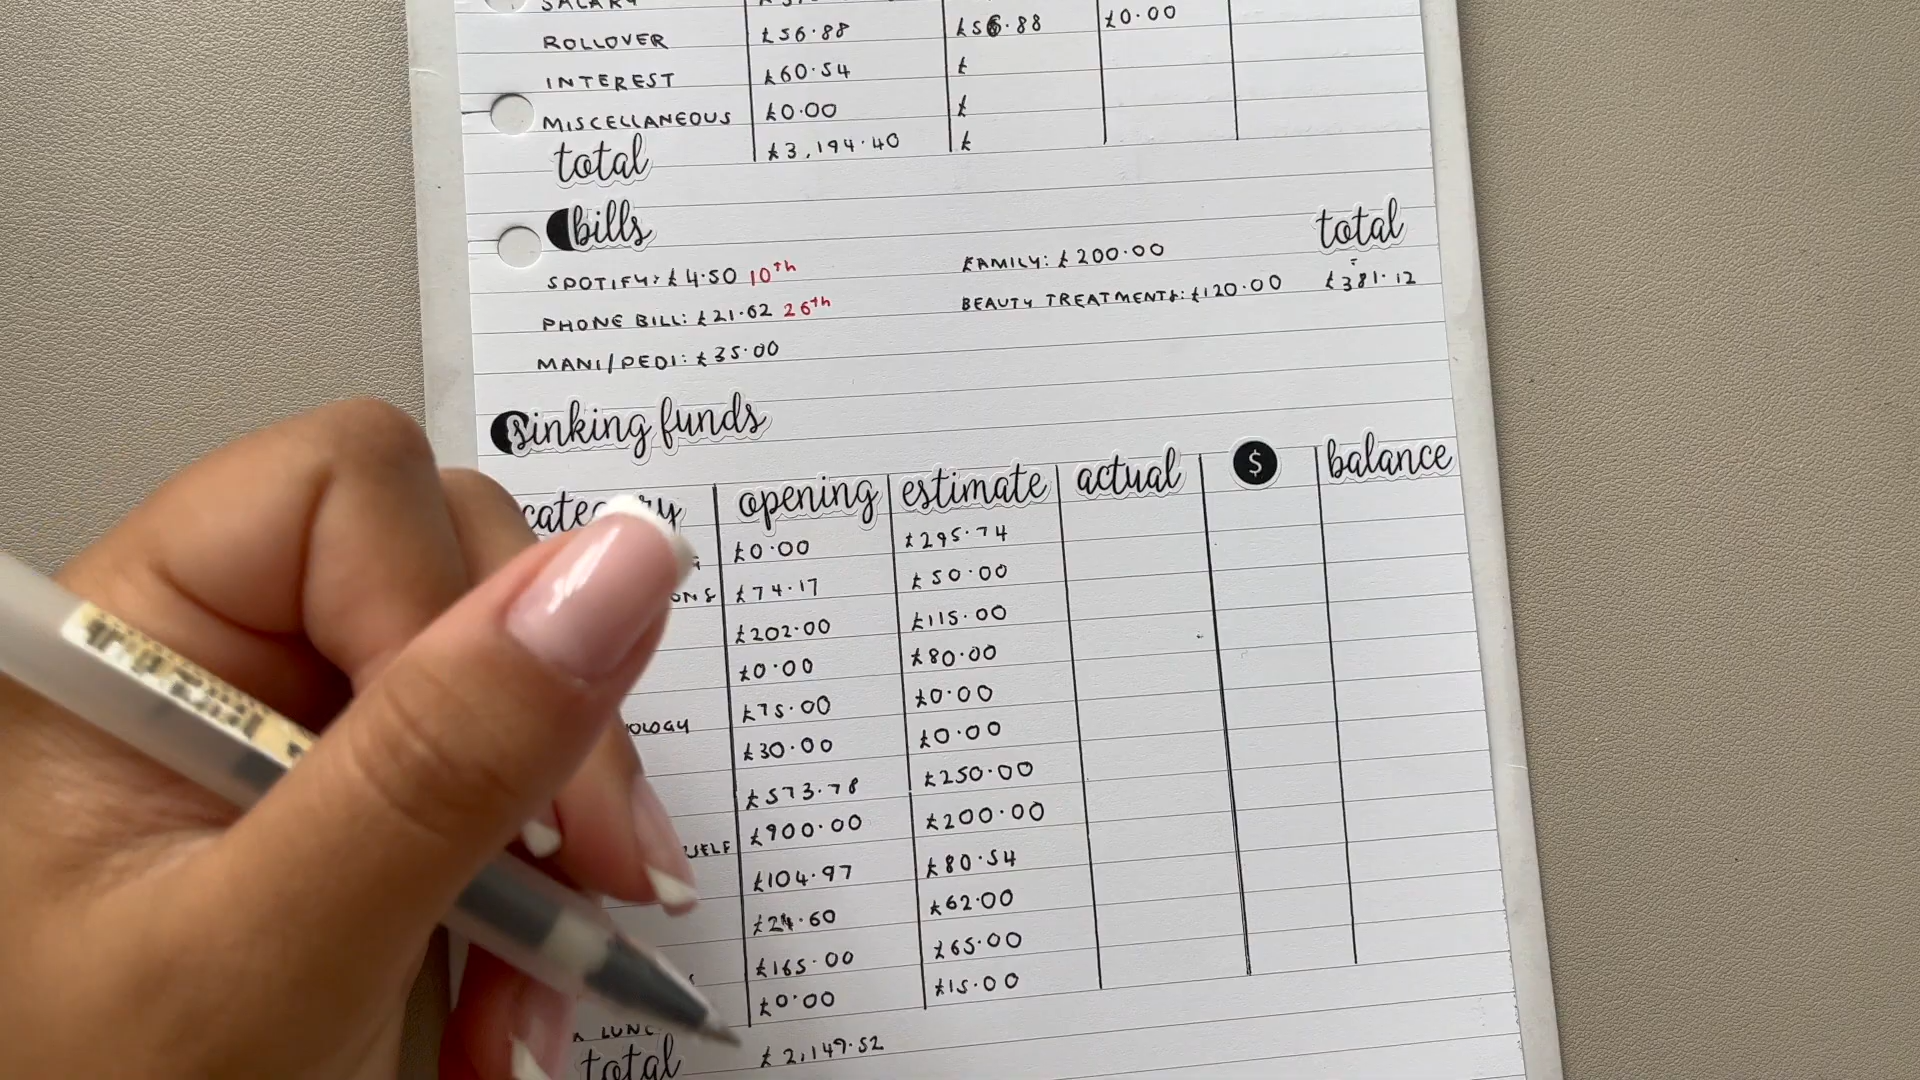 ROLLOVER £56.88 £56.88 £0.00
INTEREST £60.54 £
MISCELLANEOUS £0.00 £
total £3,194.40 £
bills total
SPOTIFY: £4.50 10th FAMILY: £200.00
PHONE BILL: £21.62 26th BEAUTY TREATMENTS: £120.00 £381.12
MANI/PEDI: £35.00
sinking funds
opening estimate actual $ balance
£0.00 £295.74
£74.17 £50.00
£202.00 £115.00
£0.00 £80.00
£75.00 £0.00
£30.00 £0.00
£573.78 £250.00
£900.00 £200.00
£104.97 £80.54
£24.60 £62.00
£165.00 £65.00
£0.00 £15.00
total £2,149.52